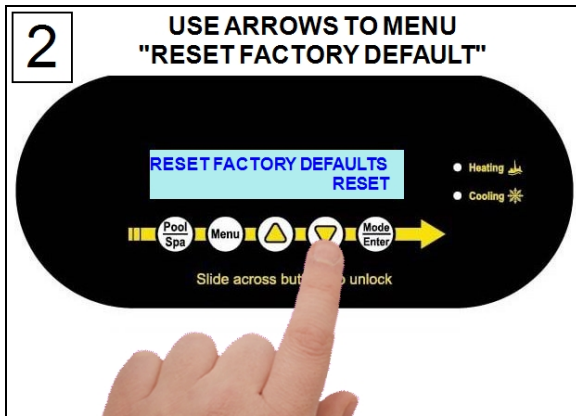 2
USE ARROWS TO MENU
"RESET FACTORY DEFAULT"
RESET FACTORY DEFAULTS
RESET
Heating
Cooling
Pool
Spa
Menu
Mode
Enter
Slide across but o unlock